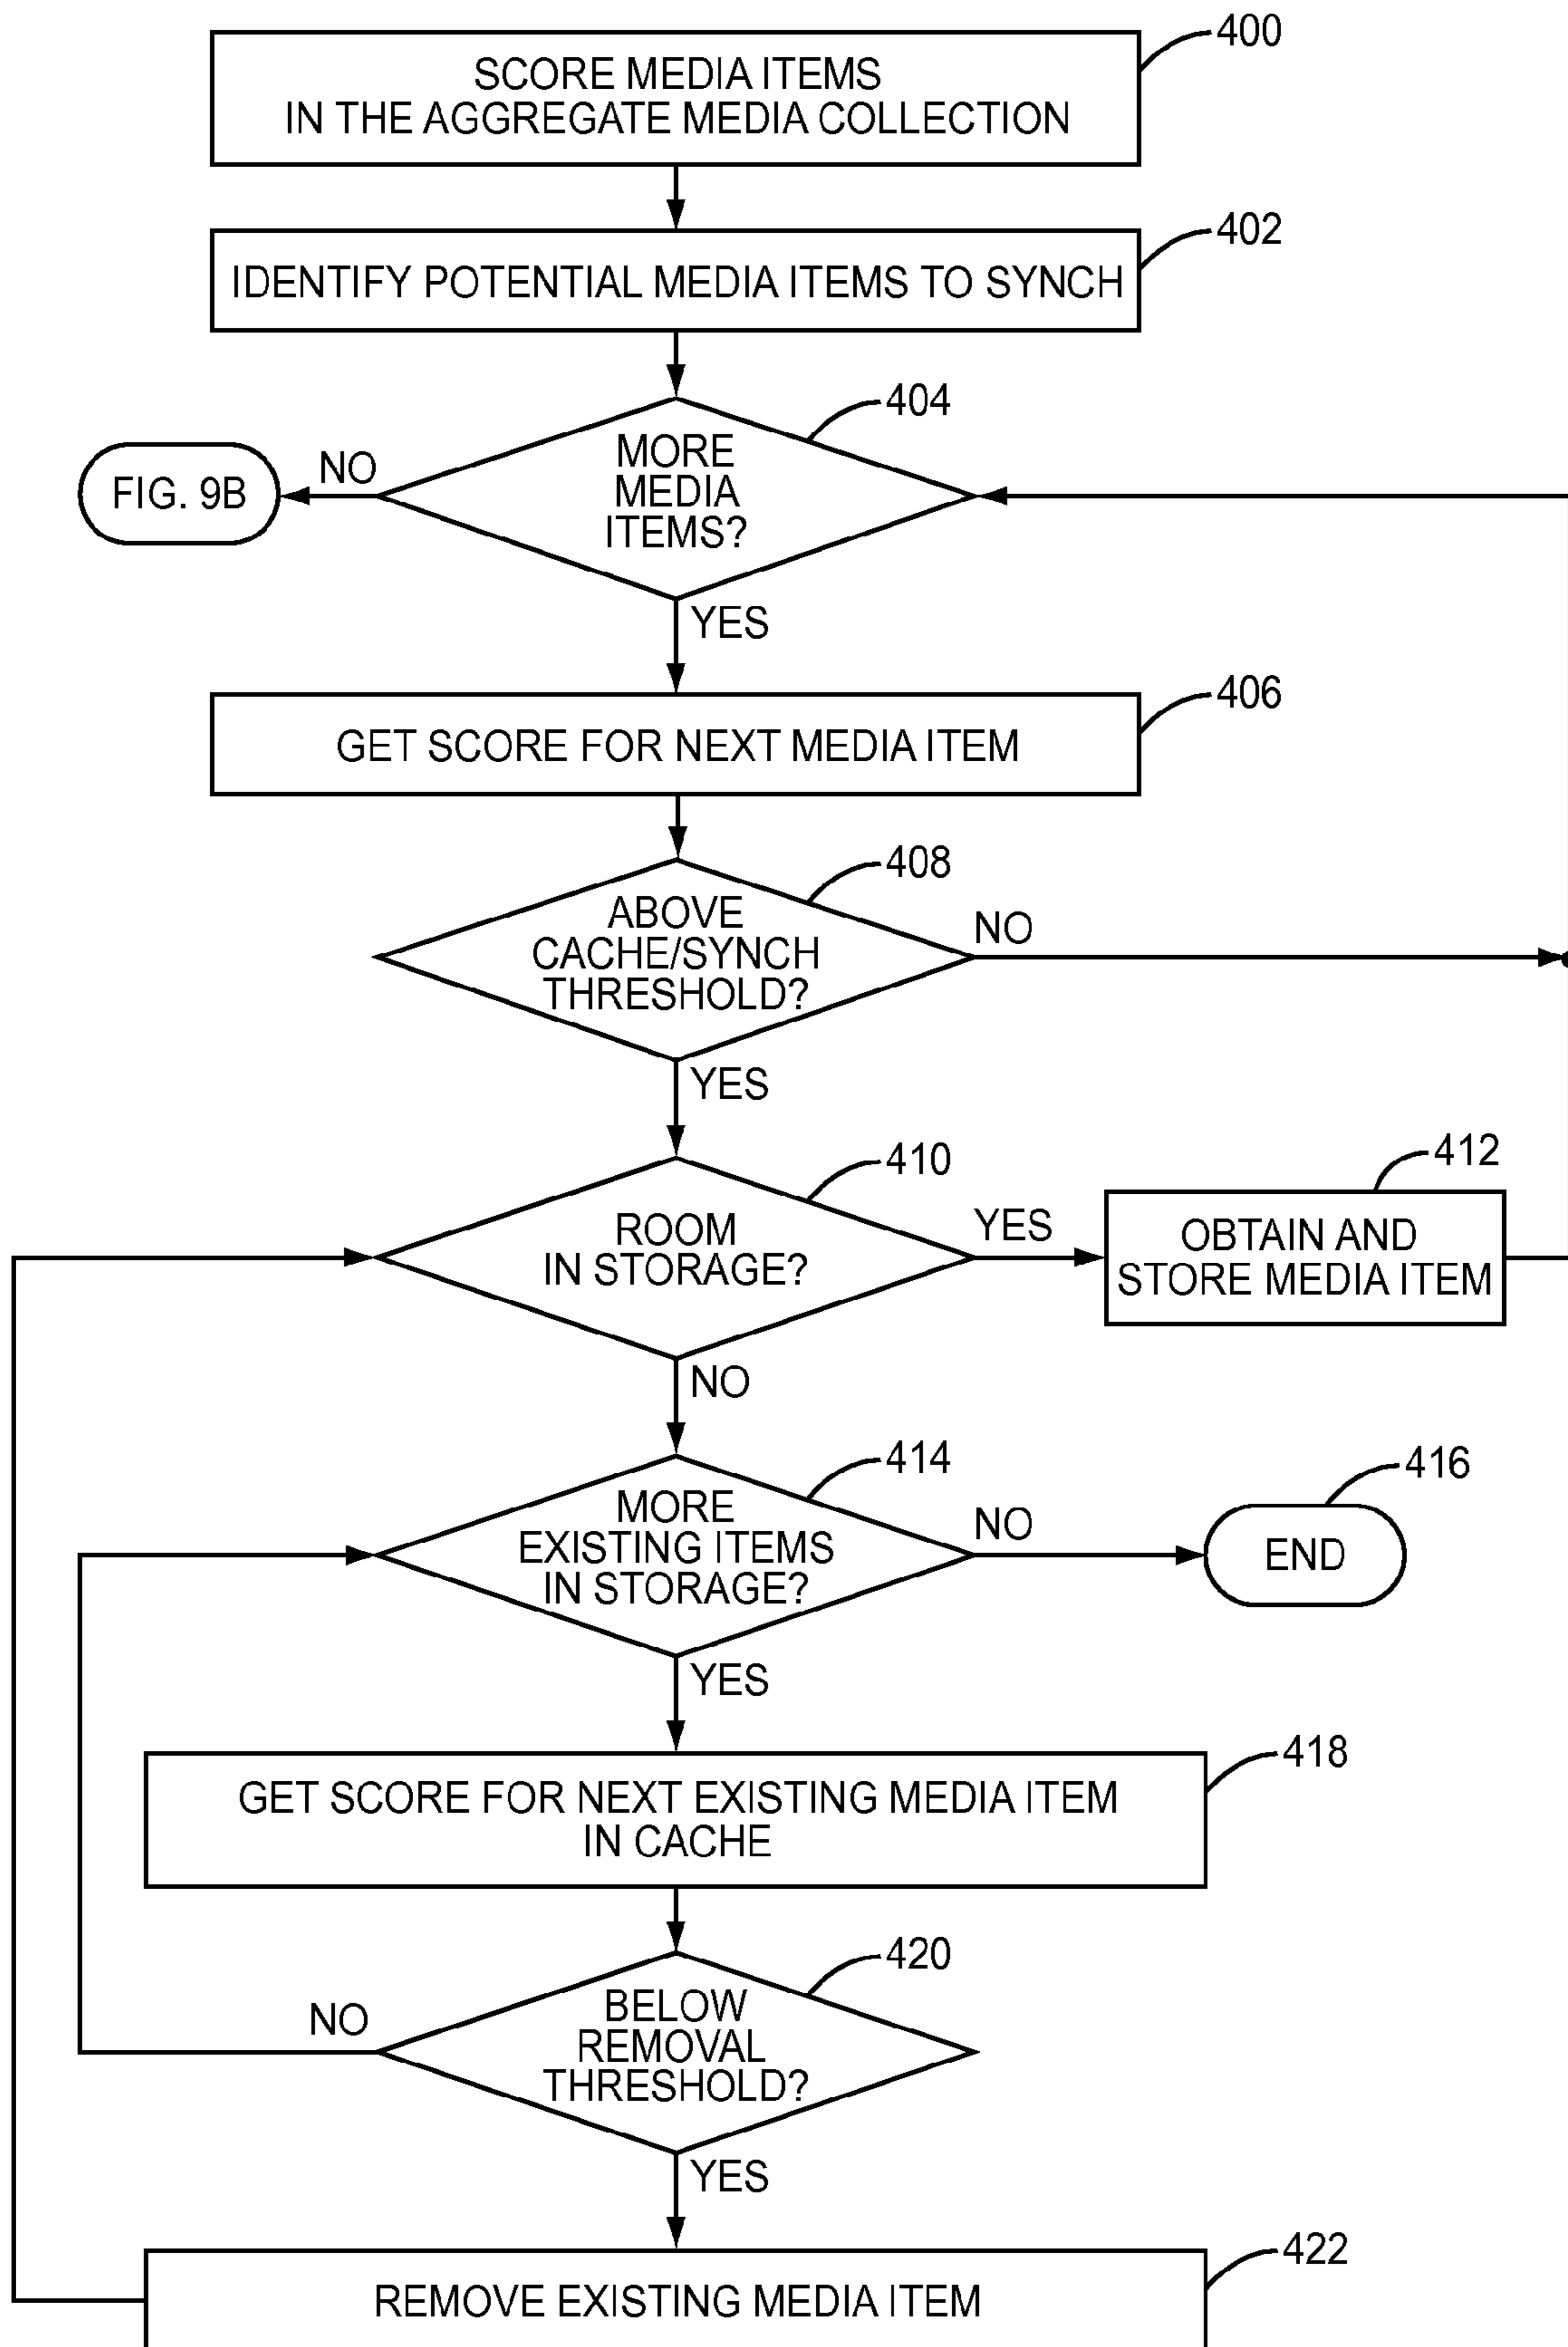 400
SCORE MEDIA ITEMS
IN THE AGGREGATE MEDIA COLLECTION
402
IDENTIFY POTENTIAL MEDIA ITEMS TO SYNCH
404
MORE
MEDIA
ITEMS?
NO
FIG. 9B
YES
406
GET SCORE FOR NEXT MEDIA ITEM
408
ABOVE
CACHE/SYNCH
THRESHOLD?
NO
YES
410
ROOM
IN STORAGE?
YES
412
OBTAIN AND
STORE MEDIA ITEM
NO
414
MORE
EXISTING ITEMS
IN STORAGE?
NO
416
END
YES
418
GET SCORE FOR NEXT EXISTING MEDIA ITEM
IN CACHE
420
BELOW
REMOVAL
THRESHOLD?
NO
YES
422
REMOVE EXISTING MEDIA ITEM